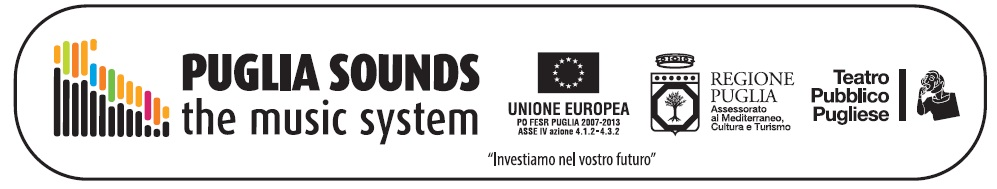 PUGLIA SOUNDS
the music system
UNIONE EUROPEA
PO FESR PUGLIA 2007-2013
ASSE IV azione 4.1.2-4.3.2
REGIONE
PUGLIA
Assessorato
al Mediterraneo,
Cultura e Turismo
Teatro
Pubblico
Pugliese
“Investiamo nel vostro futuro”